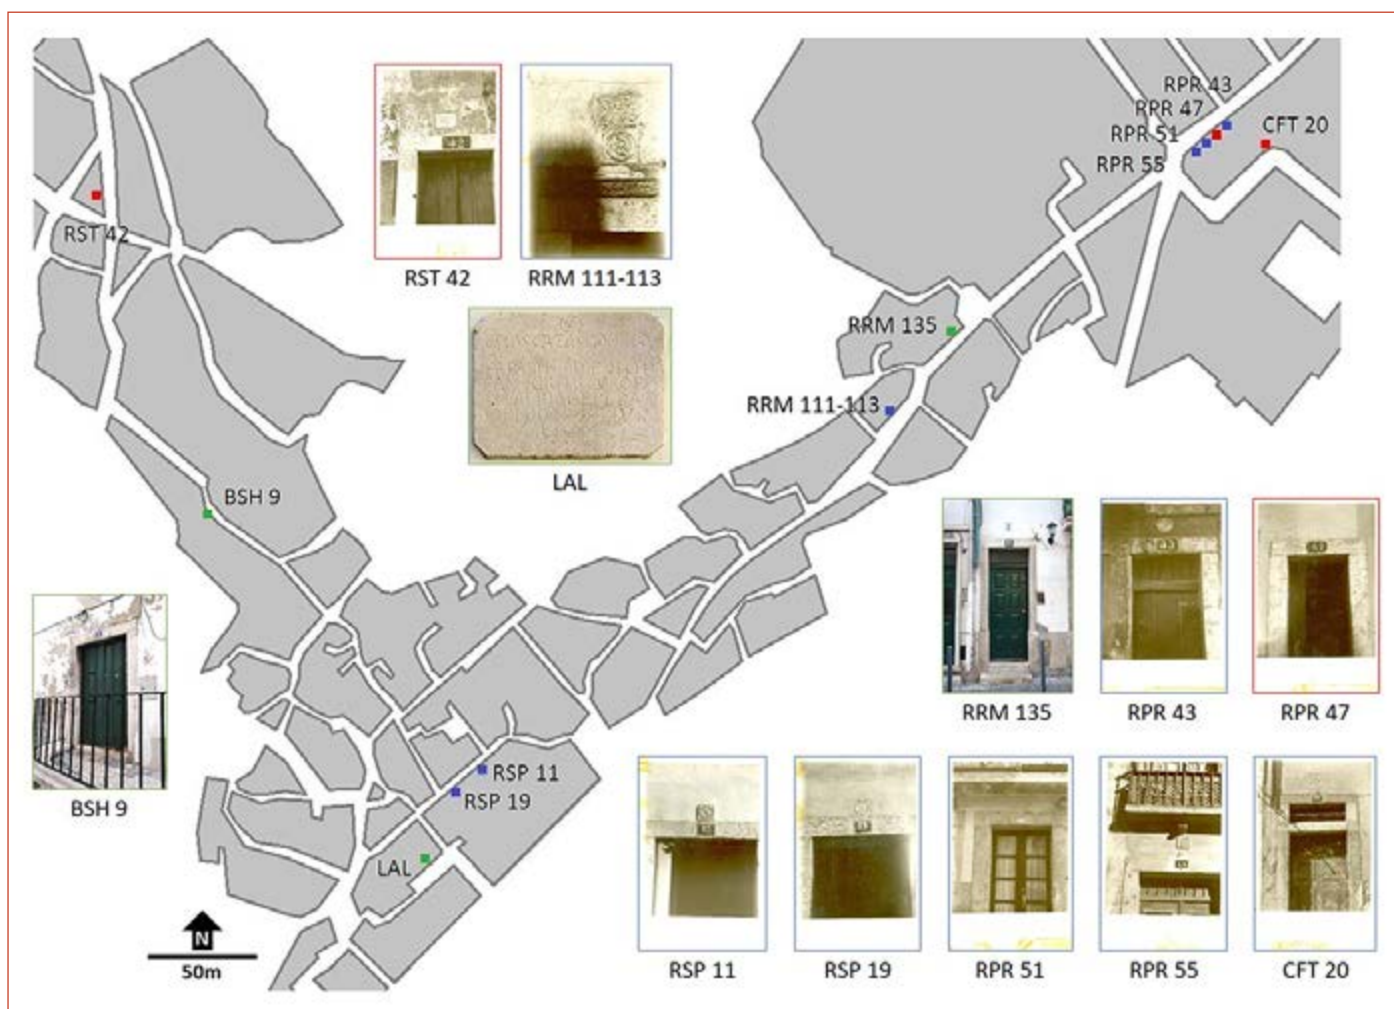 RPR 43
RPR 47
CFT 20
RPR 51
RPR 55
RST 42
RST 42
RRM 111-113
RRM 135
RRM 111-113
LAL
BSH 9
BSH 9
RRM 135
RPR 43
RPR 47
RSP 11
RSP 19
LAL
N
50m
RSP 11
RSP 19
RPR 51
RPR 55
CFT 20